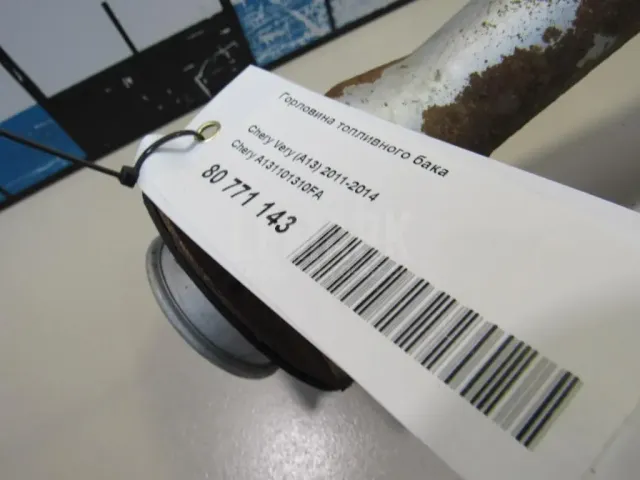 Горловина топливного бака
Chery Very (A13) 2011-2014
Chery A131101310FA
80 771 143